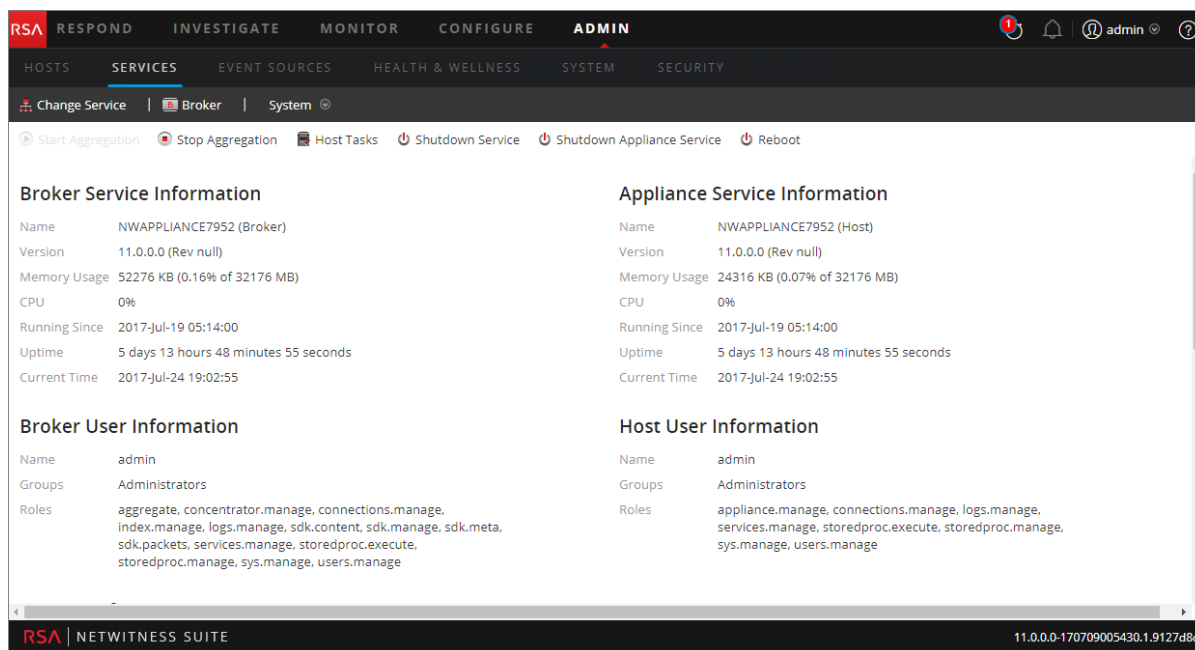 RSA RESPOND INVESTIGATE MONITOR CONFIGURE ADMIN 1 admin ?
HOSTS SERVICES EVENT SOURCES HEALTH & WELLNESS SYSTEM SECURITY
Change Service | B Broker | System
Start Aggregation Stop Aggregation Host Tasks Shutdown Service Shutdown Appliance Service Reboot
Broker Service Information
Name NWAPPLIANCE7952 (Broker)
Version 11.0.0.0 (Rev null)
Memory Usage 52276 KB (0.16% of 32176 MB)
CPU 0%
Running Since 2017-Jul-19 05:14:00
Uptime 5 days 13 hours 48 minutes 55 seconds
Current Time 2017-Jul-24 19:02:55
Appliance Service Information
Name NWAPPLIANCE7952 (Host)
Version 11.0.0.0 (Rev null)
Memory Usage 24316 KB (0.07% of 32176 MB)
CPU 0%
Running Since 2017-Jul-19 05:14:00
Uptime 5 days 13 hours 48 minutes 55 seconds
Current Time 2017-Jul-24 19:02:55
Broker User Information
Name admin
Groups Administrators
Roles aggregate, concentrator.manage, connections.manage,
index.manage, logs.manage, sdk.content, sdk.manage, sdk.meta,
sdk.packets, services.manage, storedproc.execute,
storedproc.manage, sys.manage, users.manage
Host User Information
Name admin
Groups Administrators
Roles appliance.manage, connections.manage, logs.manage,
services.manage, storedproc.execute, storedproc.manage,
sys.manage, users.manage
RSA | NETWITNESS SUITE 11.0.0.0-170709005430.1.9127d8